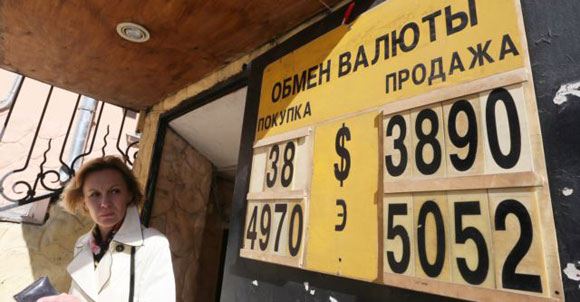 ОБМЕН ВАЛЮТЫ
ПОКУПКА ПРОДАЖА
38 $ 3890
4970 Э 5052